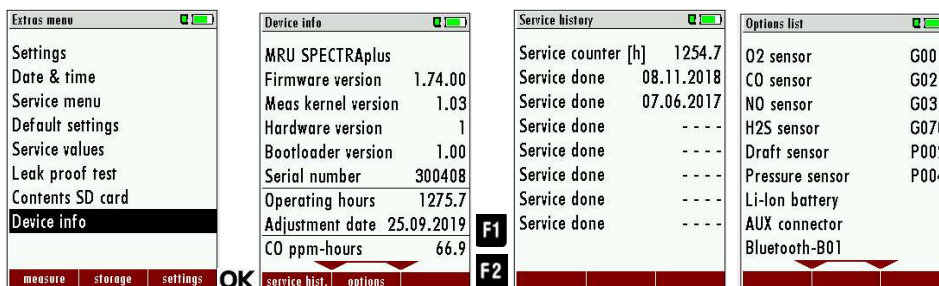 Extras menu
Settings
Date & time
Service menu
Default settings
Service values
Leak proof test
Contents SD card
Device info
measure storage settings
OK
Device info
MRU SPECTRAplus
Firmware version 1.74.00
Meas kernel version 1.03
Hardware version 1
Bootloader version 1.00
Serial number 300408
Operating hours 1275.7
Adjustment date 25.09.2019
CO ppm-hours 66.9
service hist. options
F1
F2
Service history
Service counter [h] 1254.7
Service done 08.11.2018
Service done 07.06.2017
Service done - - - -
Service done - - - -
Service done - - - -
Service done - - - -
Service done - - - -
Options list
O2 sensor G00
CO sensor G02
NO sensor G03
H2S sensor
Draft sensor
Pressure sensor
Li-Ion battery
AUX connector
Bluetooth-B01